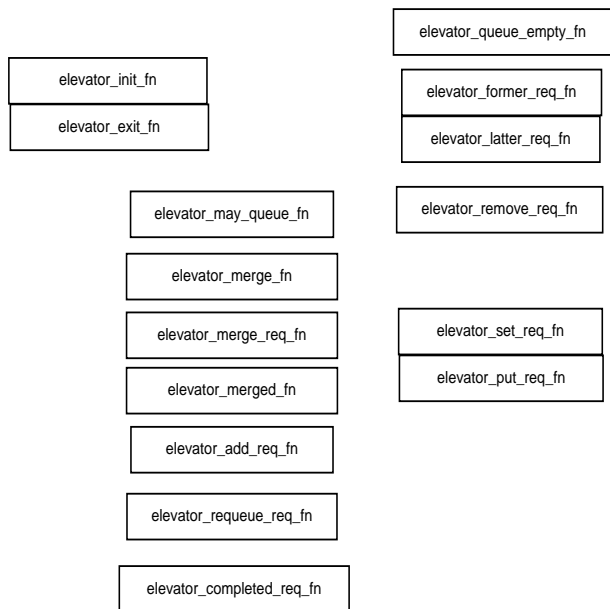 elevator_queue_empty_fn
elevator_init_fn
elevator_former_req_fn
elevator_exit_fn
elevator_latter_req_fn
elevator_may_queue_fn
elevator_remove_req_fn
elevator_merge_fn
elevator_merge_req_fn
elevator_set_req_fn
elevator_merged_fn
elevator_put_req_fn
elevator_add_req_fn
elevator_requeue_req_fn
elevator_completed_req_fn